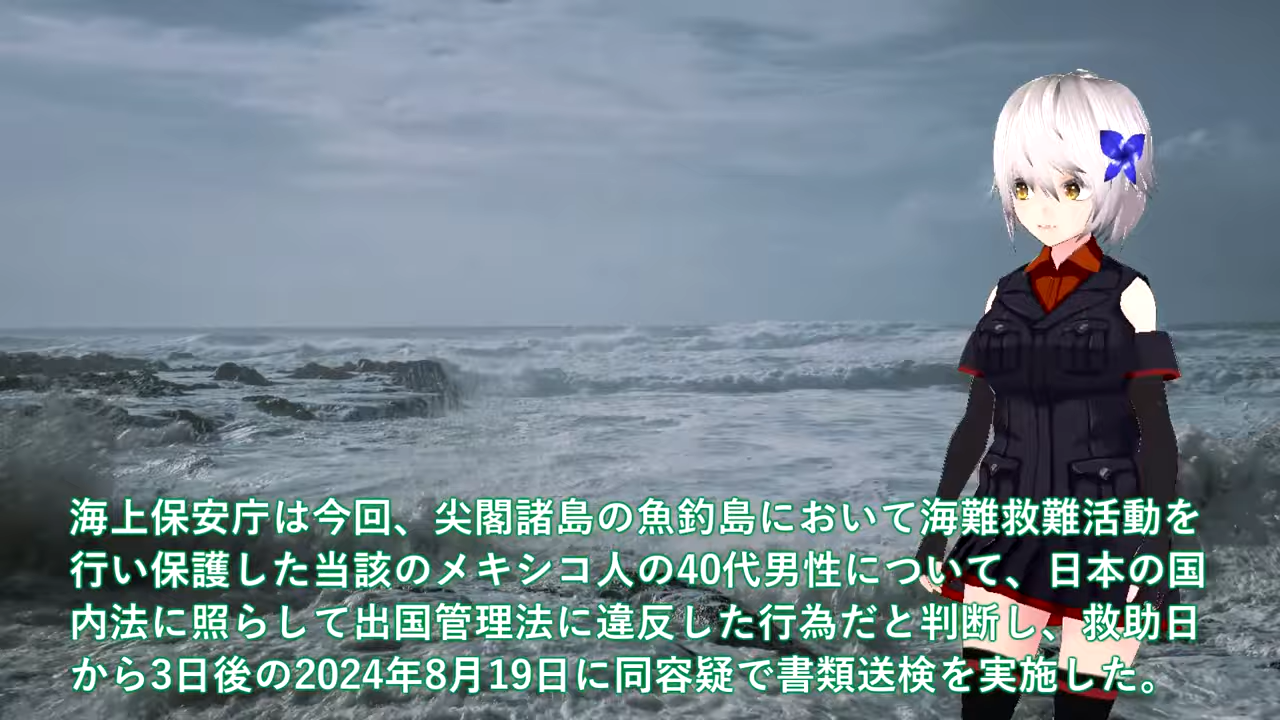 海上保安庁は今回、尖閣諸島の魚釣島において海難救難活動を
行い保護した当該のメキシコ人の40代男性について、日本の国
内法に照らして出国管理法に違反した行為だと判断し、救助日
から3日後の2024年8月19日に同容疑で書類送検を実施した。